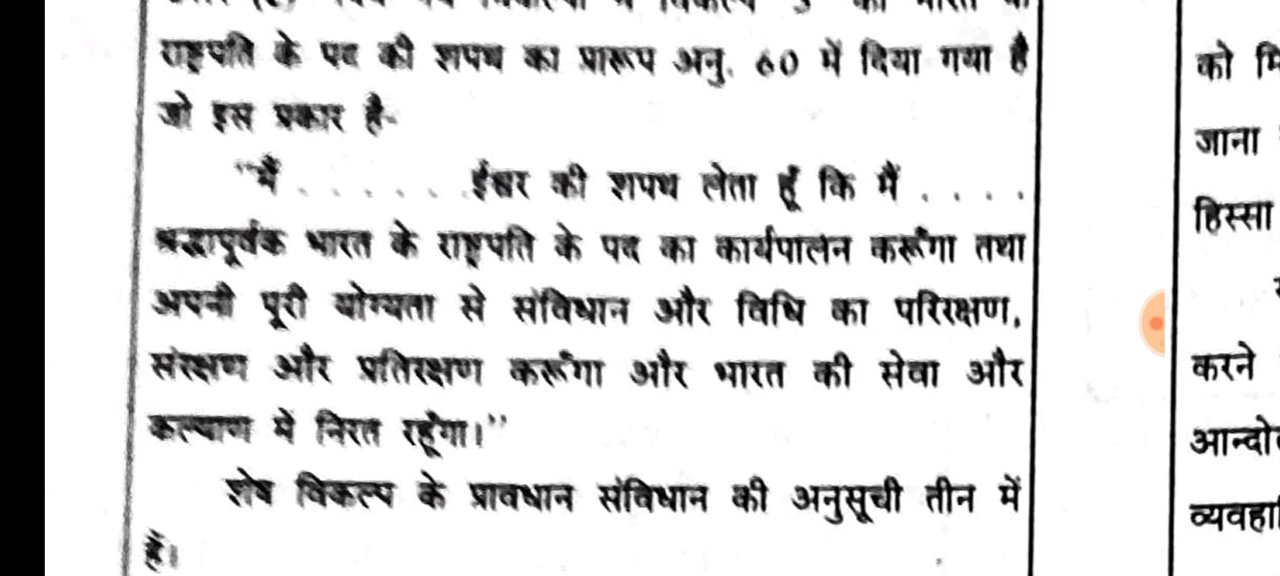 राष्ट्रपति के पद की शपथ का प्रारूप अनु. 60 में दिया गया है
जो इस प्रकार है-
"मैं . . . . . . ईश्वर की शपथ लेता हूँ कि मैं . . . .
श्रद्धापूर्वक भारत के राष्ट्रपति के पद का कार्यपालन करूँगा तथा
अपनी पूरी योग्यता से संविधान और विधि का परिरक्षण,
संरक्षण और प्रतिरक्षण करूँगा और भारत की सेवा और
कल्याण में निरत रहूँगा।"
शेष विकल्प के प्रावधान संविधान की अनुसूची तीन में
हैं।
को
जाना
हिस्सा
करने